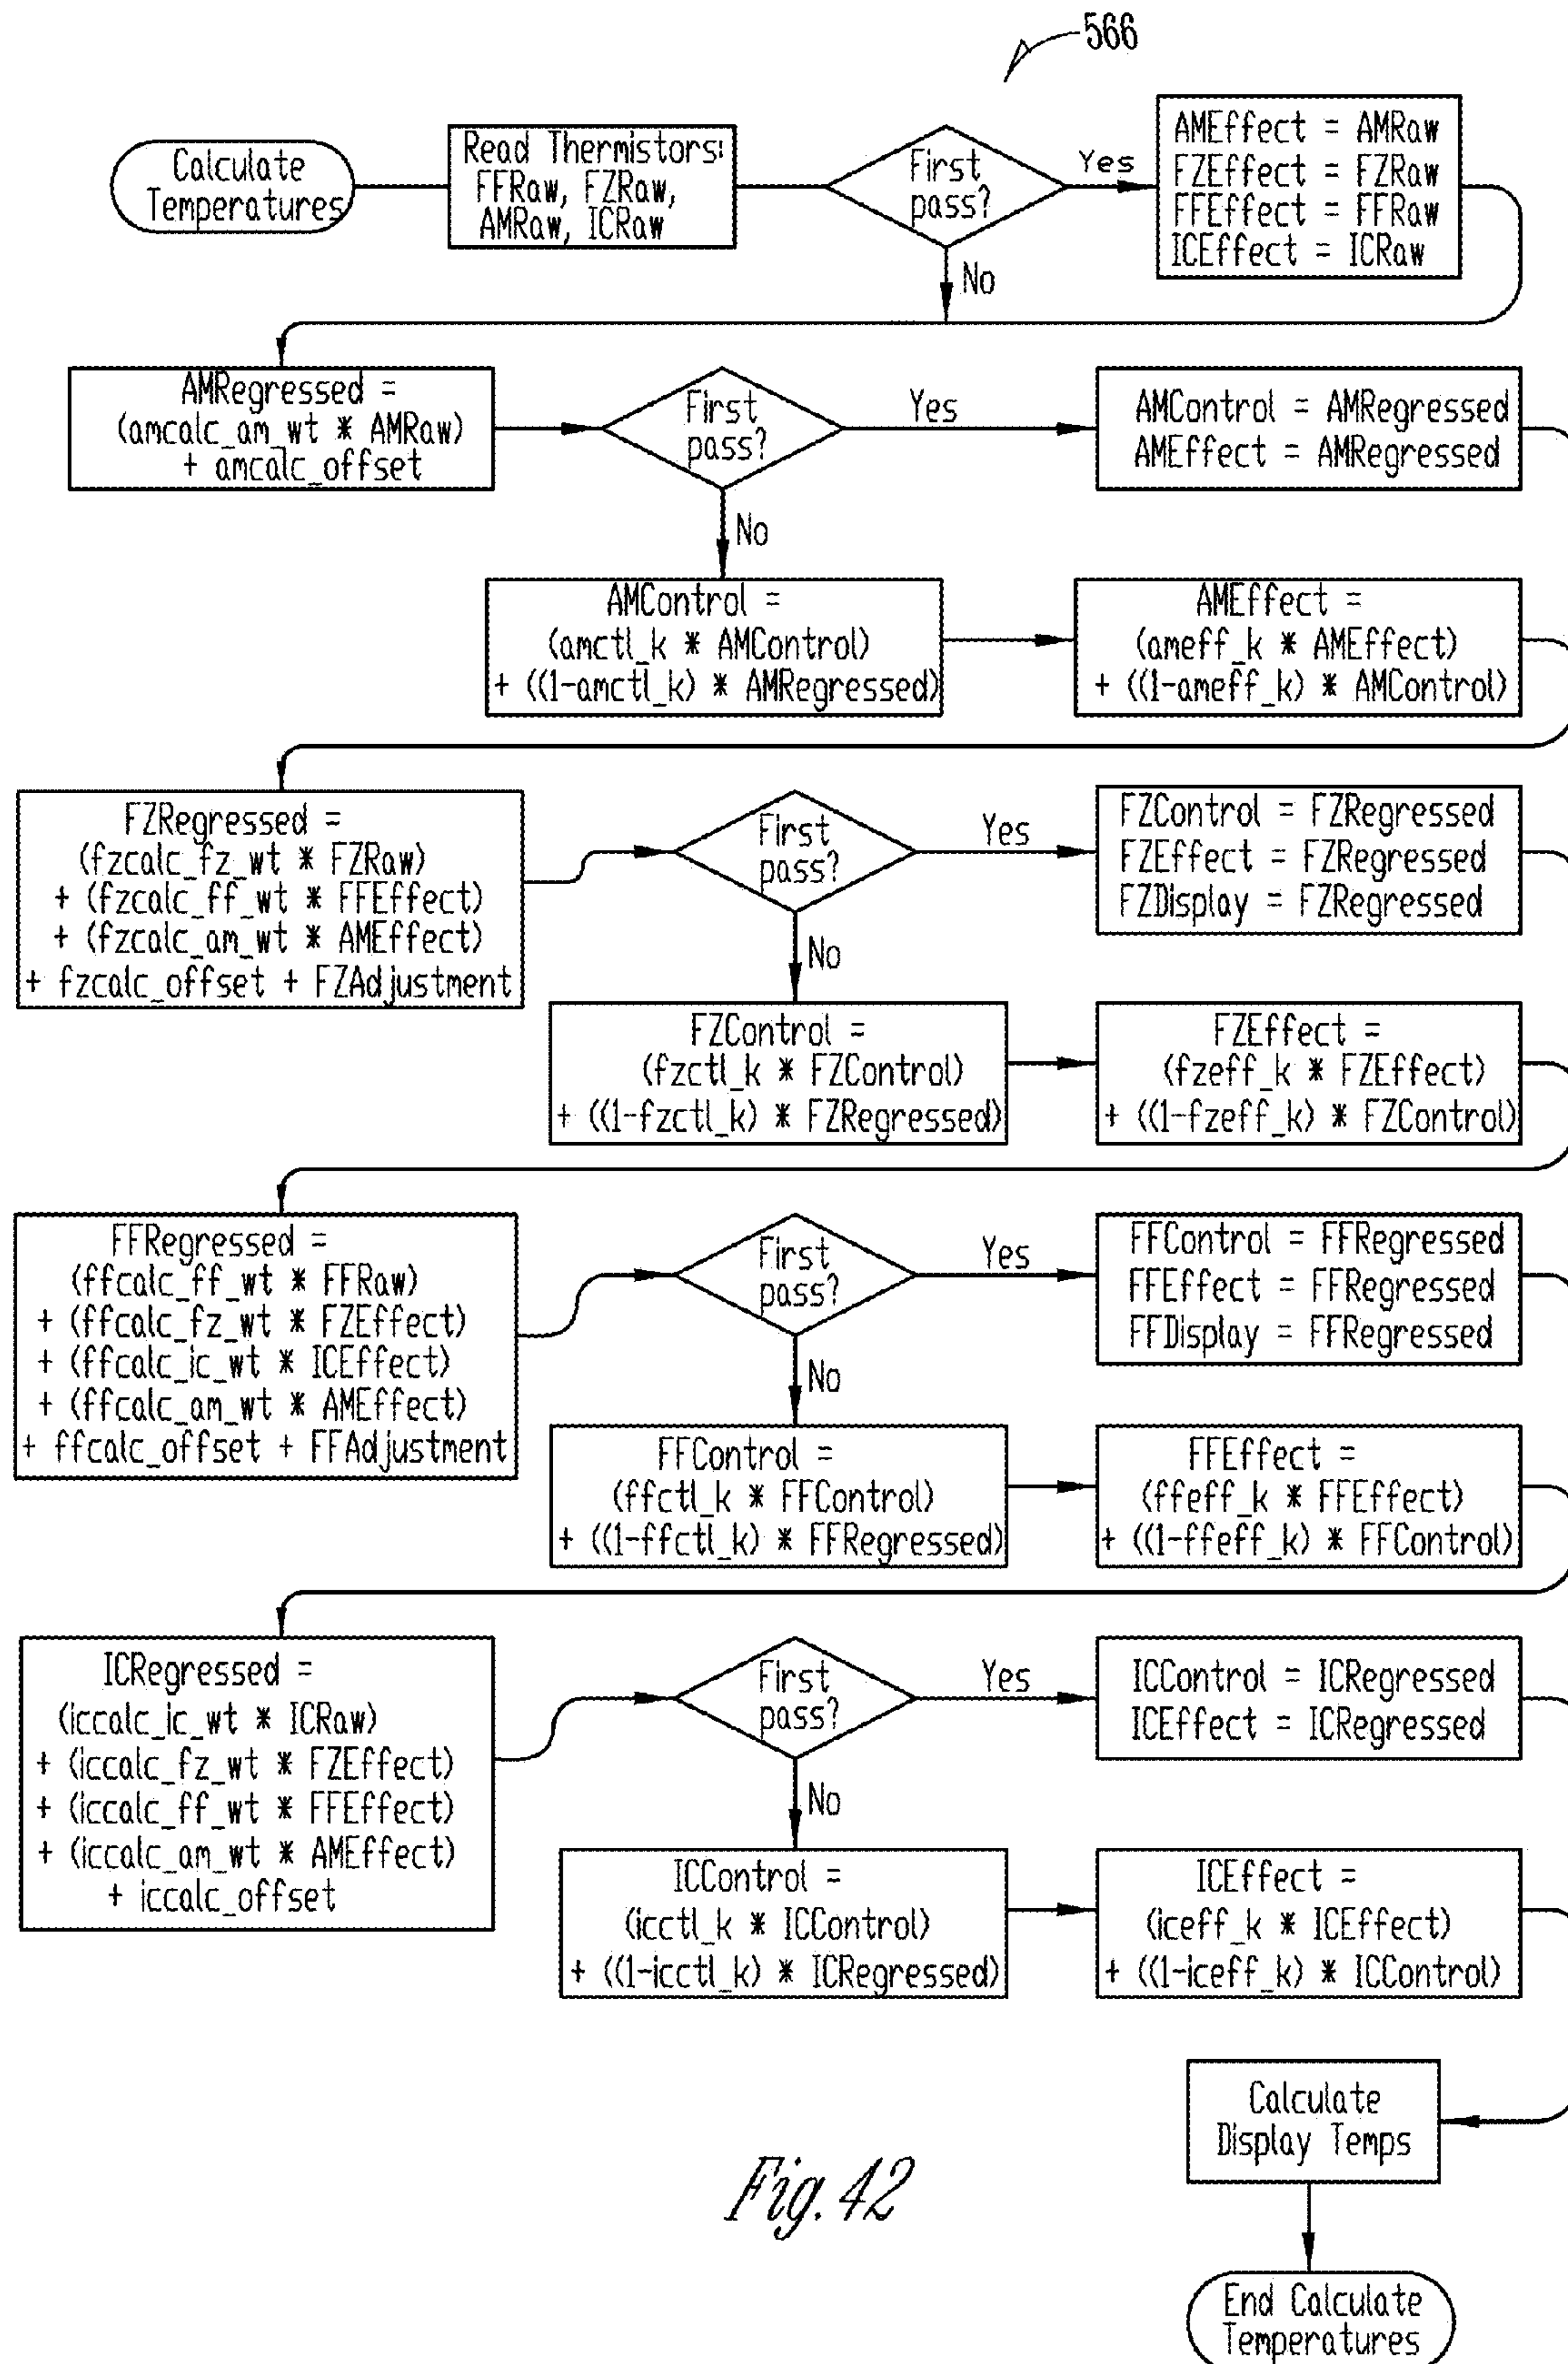 566
Calculate
Temperatures
Read Thermistors:
FFRaw, FZRaw,
AMRaw, ICRaw
First
pass?
Yes
No
AMEffect = AMRaw
FZEffect = FZRaw
FFEffect = FFRaw
ICEffect = ICRaw
AMRegressed =
(amcalc_am_wt * AMRaw)
+ amcalc_offset
First
pass?
Yes
No
AMControl = AMRegressed
AMEffect = AMRegressed
AMControl =
(amctl_k * AMControl)
+ ((1-amctl_k) * AMRegressed)
AMEffect =
(ameff_k * AMEffect)
+ ((1-ameff_k) * AMControl)
FZRegressed =
(fzcalc_fz_wt * FZRaw)
+ (fzcalc_ff_wt * FFEffect)
+ (fzcalc_am_wt * AMEffect)
+ fzcalc_offset + FZAdjustment
First
pass?
Yes
No
FZControl = FZRegressed
FZEffect = FZRegressed
FZDisplay = FZRegressed
FZControl =
(fzctl_k * FZControl)
+ ((1-fzctl_k) * FZRegressed)
FZEffect =
(fzeff_k * FZEffect)
+ ((1-fzeff_k) * FZControl)
FFRegressed =
(ffcalc_ff_wt * FFRaw)
+ (ffcalc_fz_wt * FZEffect)
+ (ffcalc_ic_wt * ICEffect)
+ (ffcalc_am_wt * AMEffect)
+ ffcalc_offset + FFAdjustment
First
pass?
Yes
No
FFControl = FFRegressed
FFEffect = FFRegressed
FFDisplay = FFRegressed
FFControl =
(ffctl_k * FFControl)
+ ((1-ffctl_k) * FFRegressed)
FFEffect =
(ffeff_k * FFEffect)
+ ((1-ffeff_k) * FFControl)
ICRegressed =
(iccalc_ic_wt * ICRaw)
+ (iccalc_fz_wt * FZEffect)
+ (iccalc_ff_wt * FFEffect)
+ (iccalc_am_wt * AMEffect)
+ iccalc_offset
First
pass?
Yes
No
ICControl = ICRegressed
ICEffect = ICRegressed
ICControl =
(icctl_k * ICControl)
+ ((1-icctl_k) * ICRegressed)
ICEffect =
(iceff_k * ICEffect)
+ ((1-iceff_k) * ICControl)
Calculate
Display Temps
End Calculate
Temperatures
Fig. 42